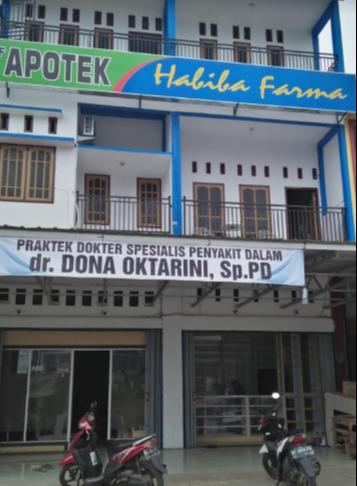 APOTEK Habiba Farma
PRAKTEK DOKTER SPESIALIS PENYAKIT DALAM
dr. DONA OKTARINI, Sp.PD